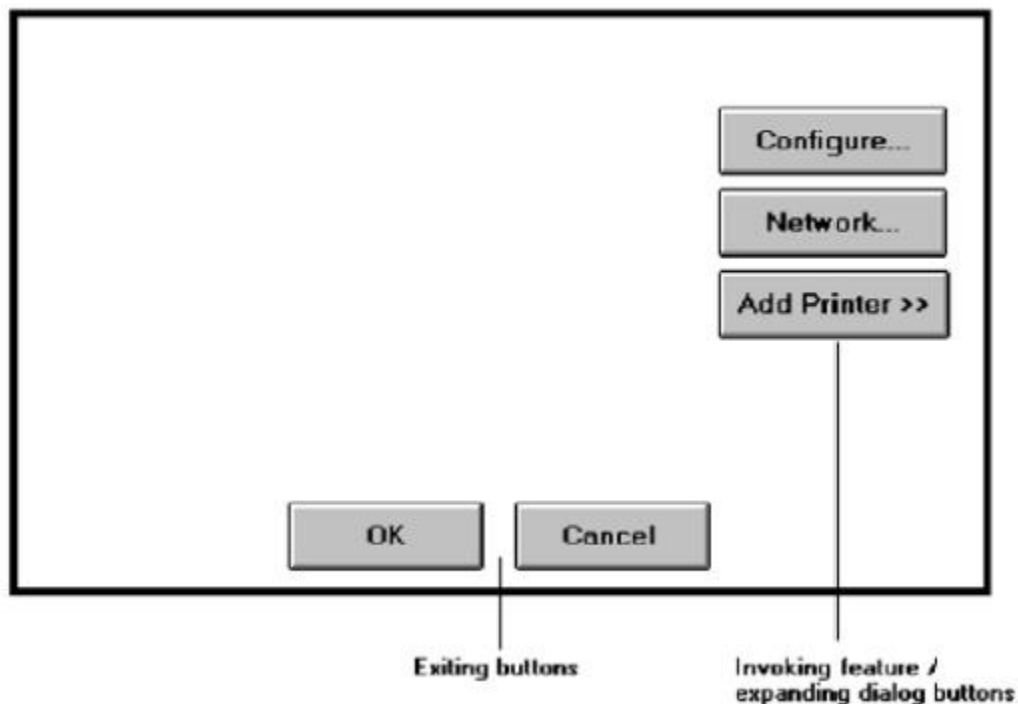 Configure...
Network...
Add Printer >>
OK
Cancel
Exiting buttons
Invoking feature /
expanding dialog buttons